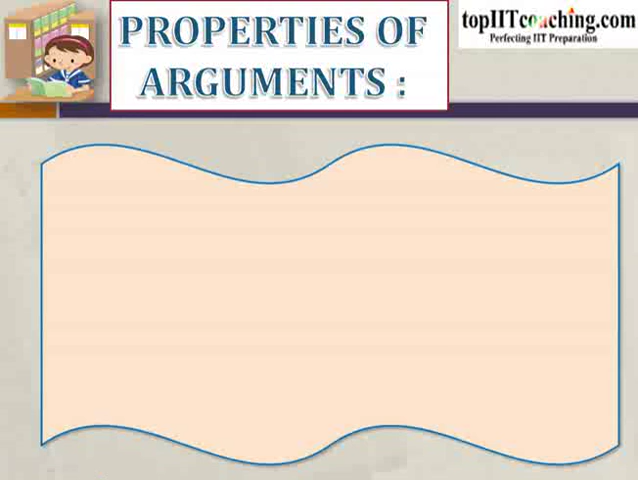 PROPERTIES OF
ARGUMENTS :
topIITcoaching.com
Perfecting IIT Preparation